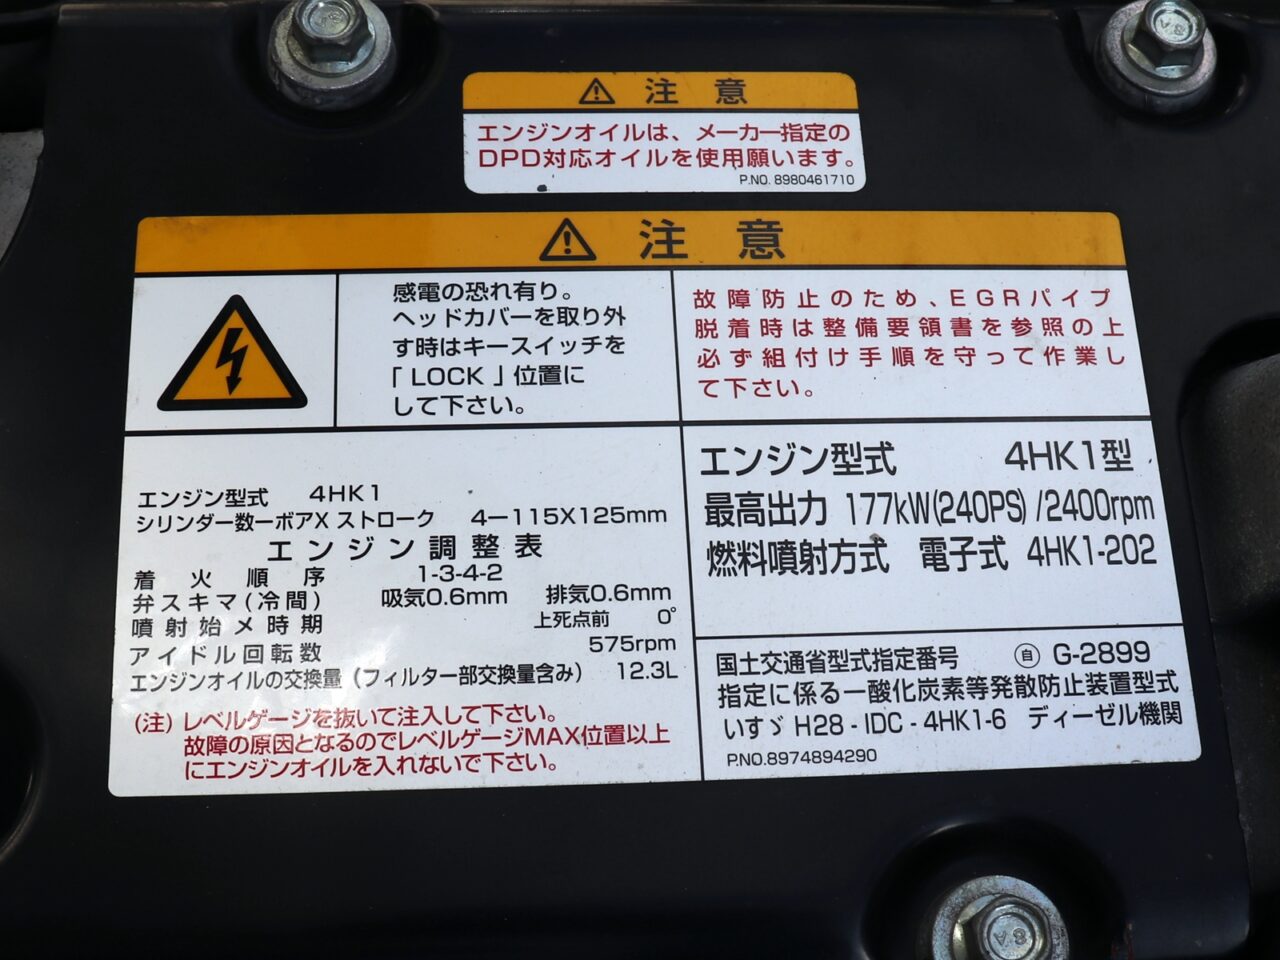 ⚠ 注意
エンジンオイルは、メーカー指定の
DPD対応オイルを使用願います。
P.NO. 8980461710
⚠ 注意
感電の恐れ有り。
ヘッドカバーを取り外
す時はキースイッチを
「LOCK」位置に
して下さい。
故障防止のため、EGRパイプ
脱着時は整備要領書を参照の上
必ず組付け手順を守って作業し
て下さい。
エンジン型式 4HK1
シリンダー数ーボアX ストローク 4ー115X125mm
エンジン調整表
着火順序 1-3-4-2
弁スキマ(冷間) 吸気0.6mm 排気0.6mm
噴射始メ時期 上死点前 0°
アイドル回転数 575rpm
エンジンオイルの交換量(フィルター部交換量含み) 12.3L
(注)レベルゲージを抜いて注入して下さい。
故障の原因となるのでレベルゲージMAX位置以上
にエンジンオイルを入れないで下さい。
エンジン型式 4HK1型
最高出力 177kW(240PS)/2400rpm
燃料噴射方式 電子式 4HK1-202
国土交通省型式指定番号 ㊀自 G-2899
指定に係る一酸化炭素等発散防止装置型式
いすゞ H28-IDC-4HK1-6 ディーゼル機関
P.NO.8974894290
8A
8A
8A